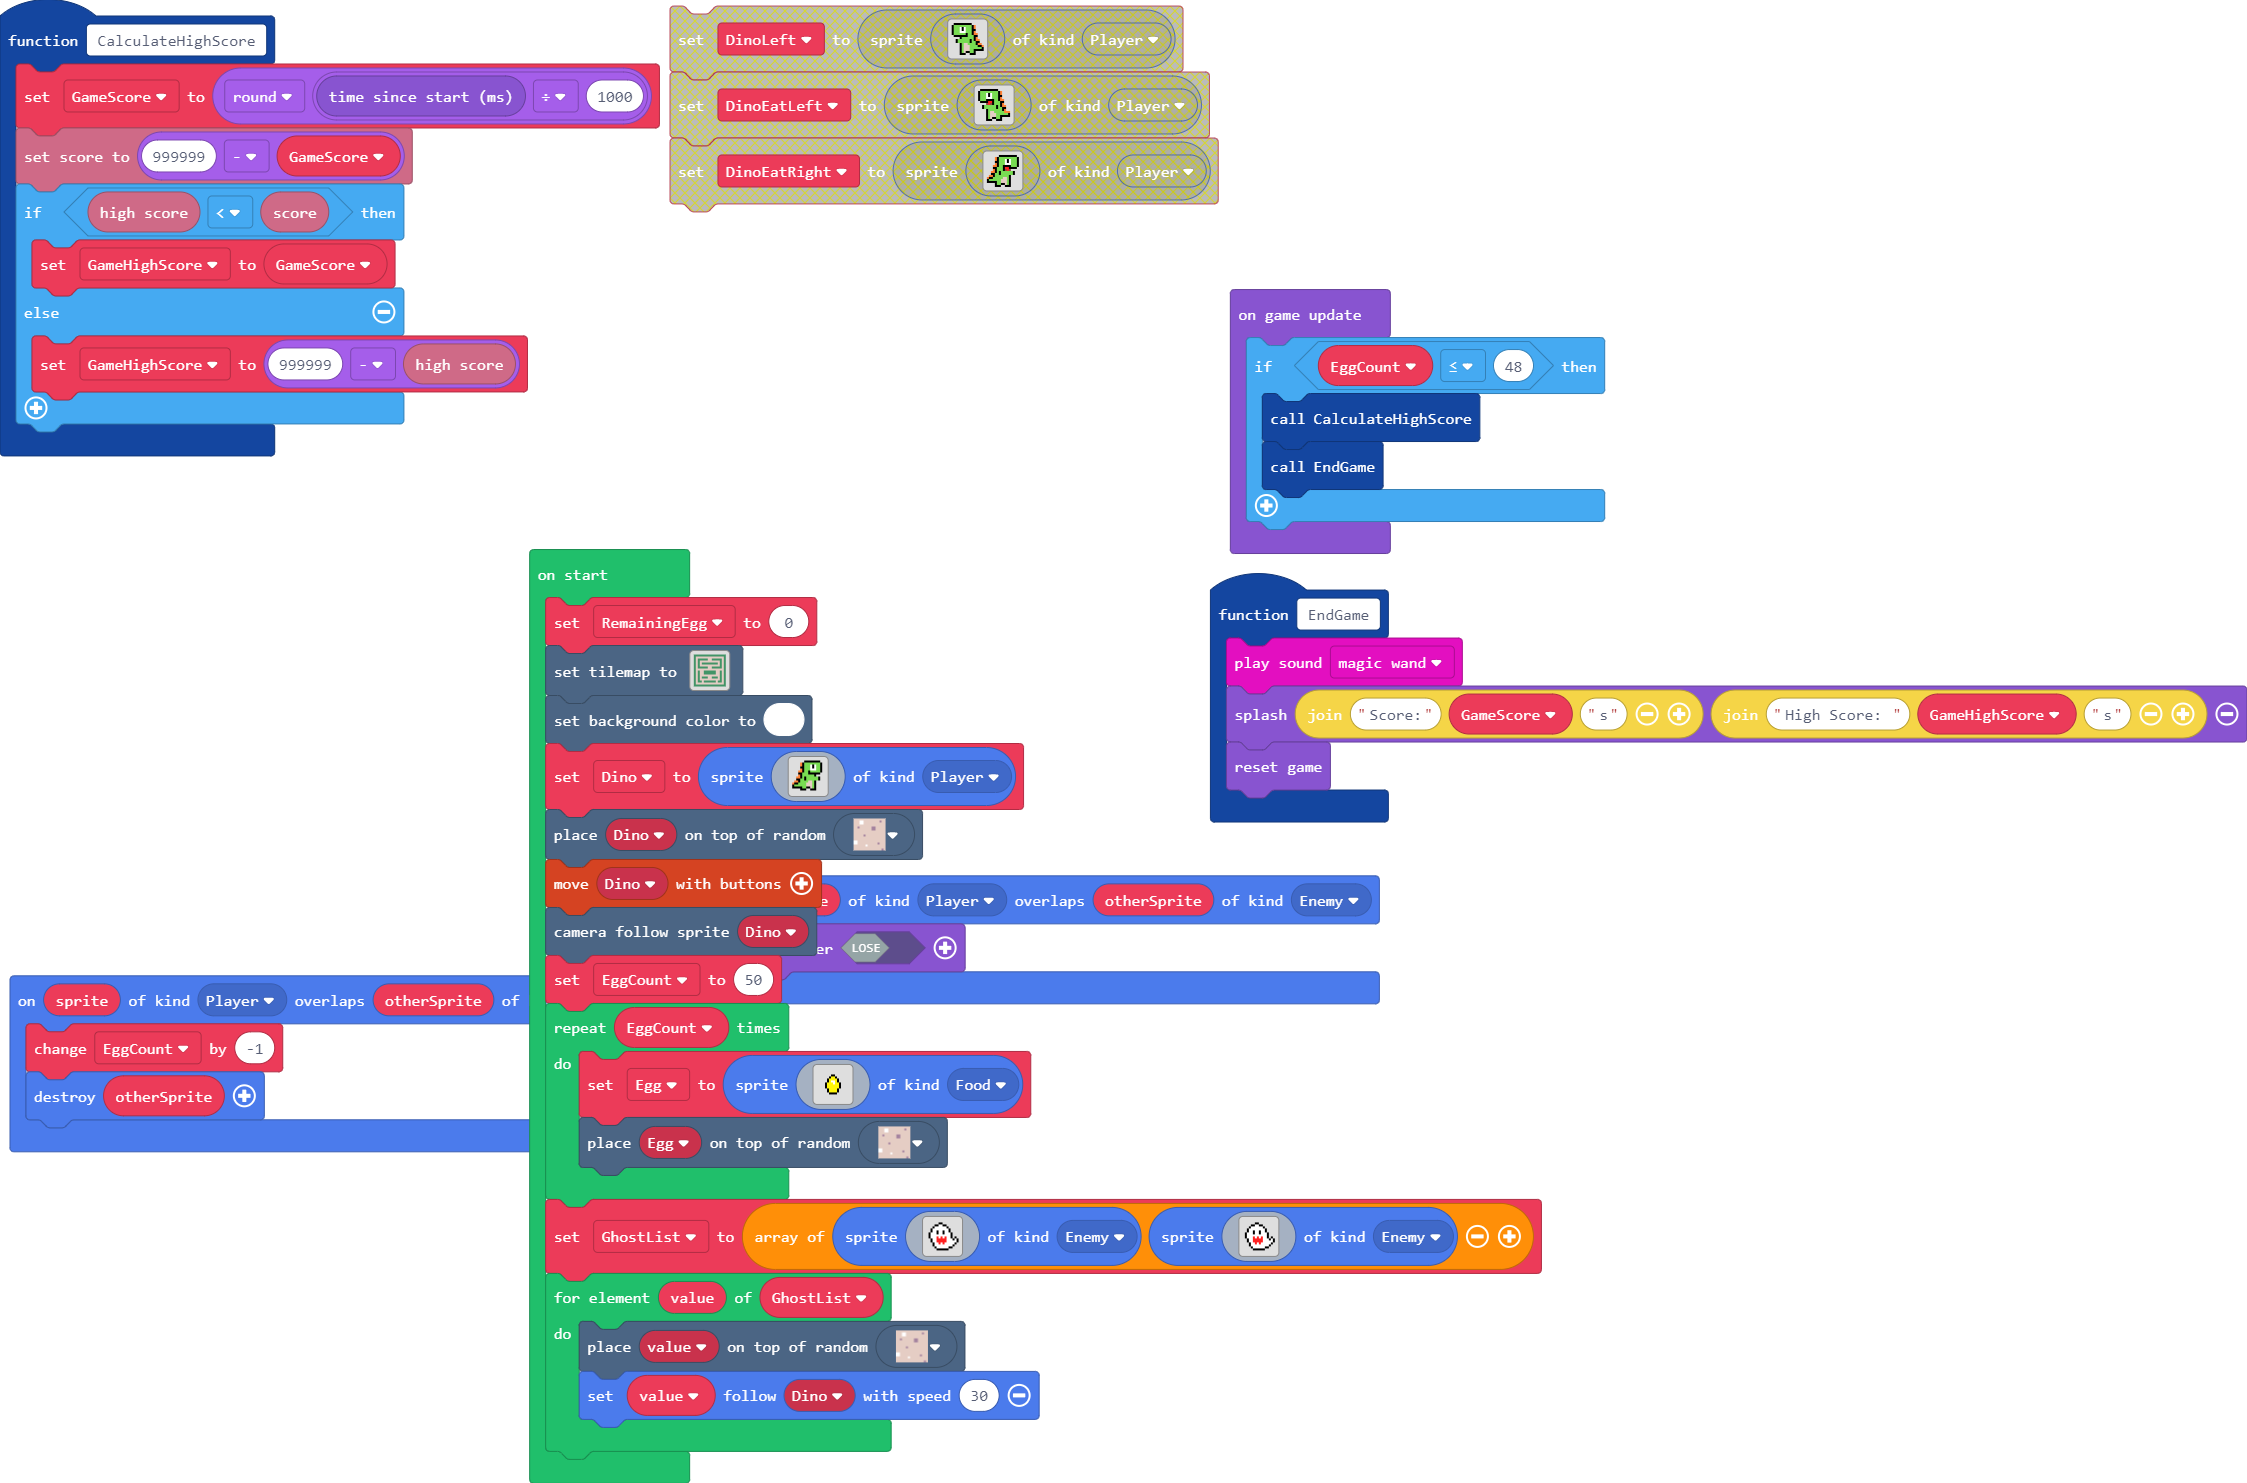 function CalculateHighScore
set GameScore to round time since start (ms) ÷ 1000
set score to 999999 - GameScore
if high score < score then
set GameHighScore to GameScore
else
set GameHighScore to 999999 - high score
set DinoLeft to sprite of kind Player
set DinoEatLeft to sprite of kind Player
set DinoEatRight to sprite of kind Player
on game update
if EggCount ≤ 48 then
call CalculateHighScore
call EndGame
function EndGame
play sound magic wand
splash join "Score:" GameScore "s" join "High Score: " GameHighScore "s"
reset game
on start
set RemainingEgg to 0
set tilemap to
set background color to
set Dino to sprite of kind Player
place Dino on top of random
move Dino with buttons
camera follow sprite Dino
set EggCount to 50
repeat EggCount times
do
set Egg to sprite of kind Food
place Egg on top of random
set GhostList to array of sprite of kind Enemy sprite of kind Enemy
for element value of GhostList
do
place value on top of random
set value follow Dino with speed 30
e of kind Player overlaps otherSprite of kind Enemy
er LOSE
on sprite of kind Player overlaps otherSprite of
change EggCount by -1
destroy otherSprite